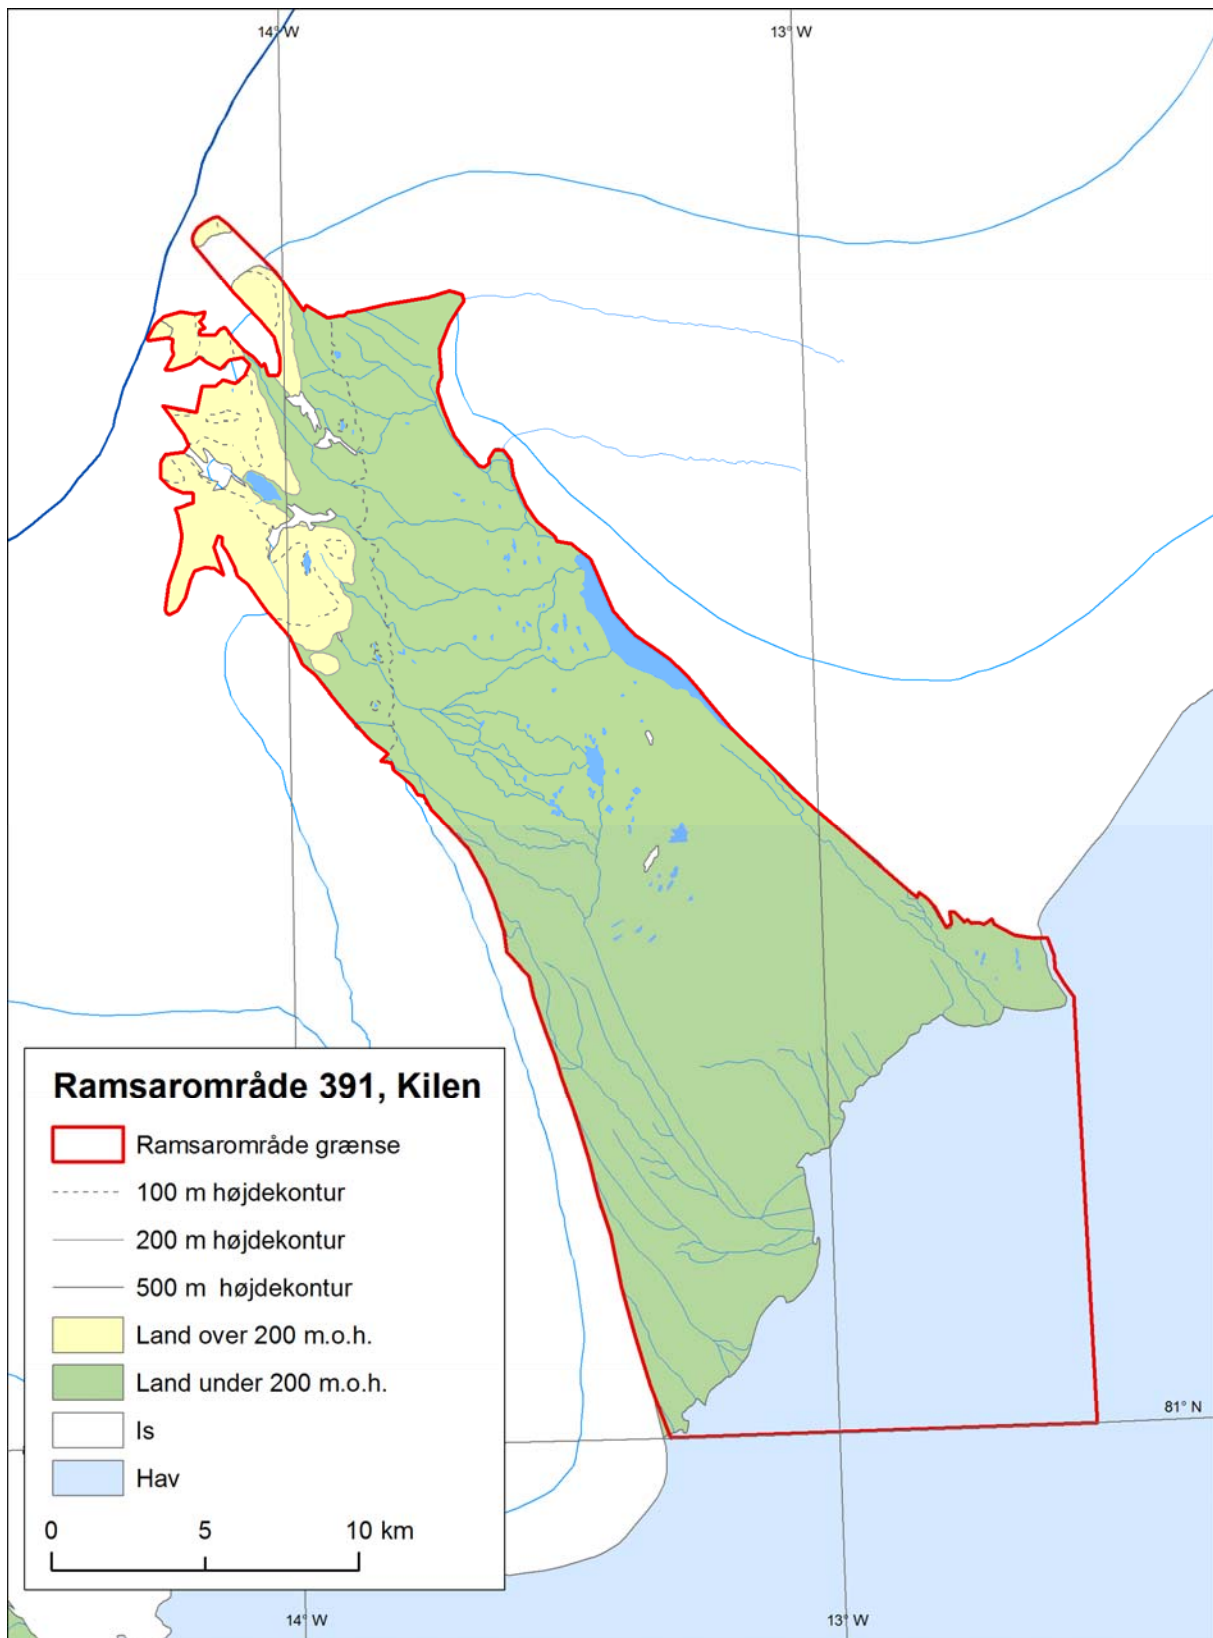 14° W
13° W
Ramsarområde 391, Kilen
Ramsarområde grænse
100 m højdekontur
200 m højdekontur
500 m højdekontur
Land over 200 m.o.h.
Land under 200 m.o.h.
Is
Hav
0 5 10 km
81° N
14° W
13° W